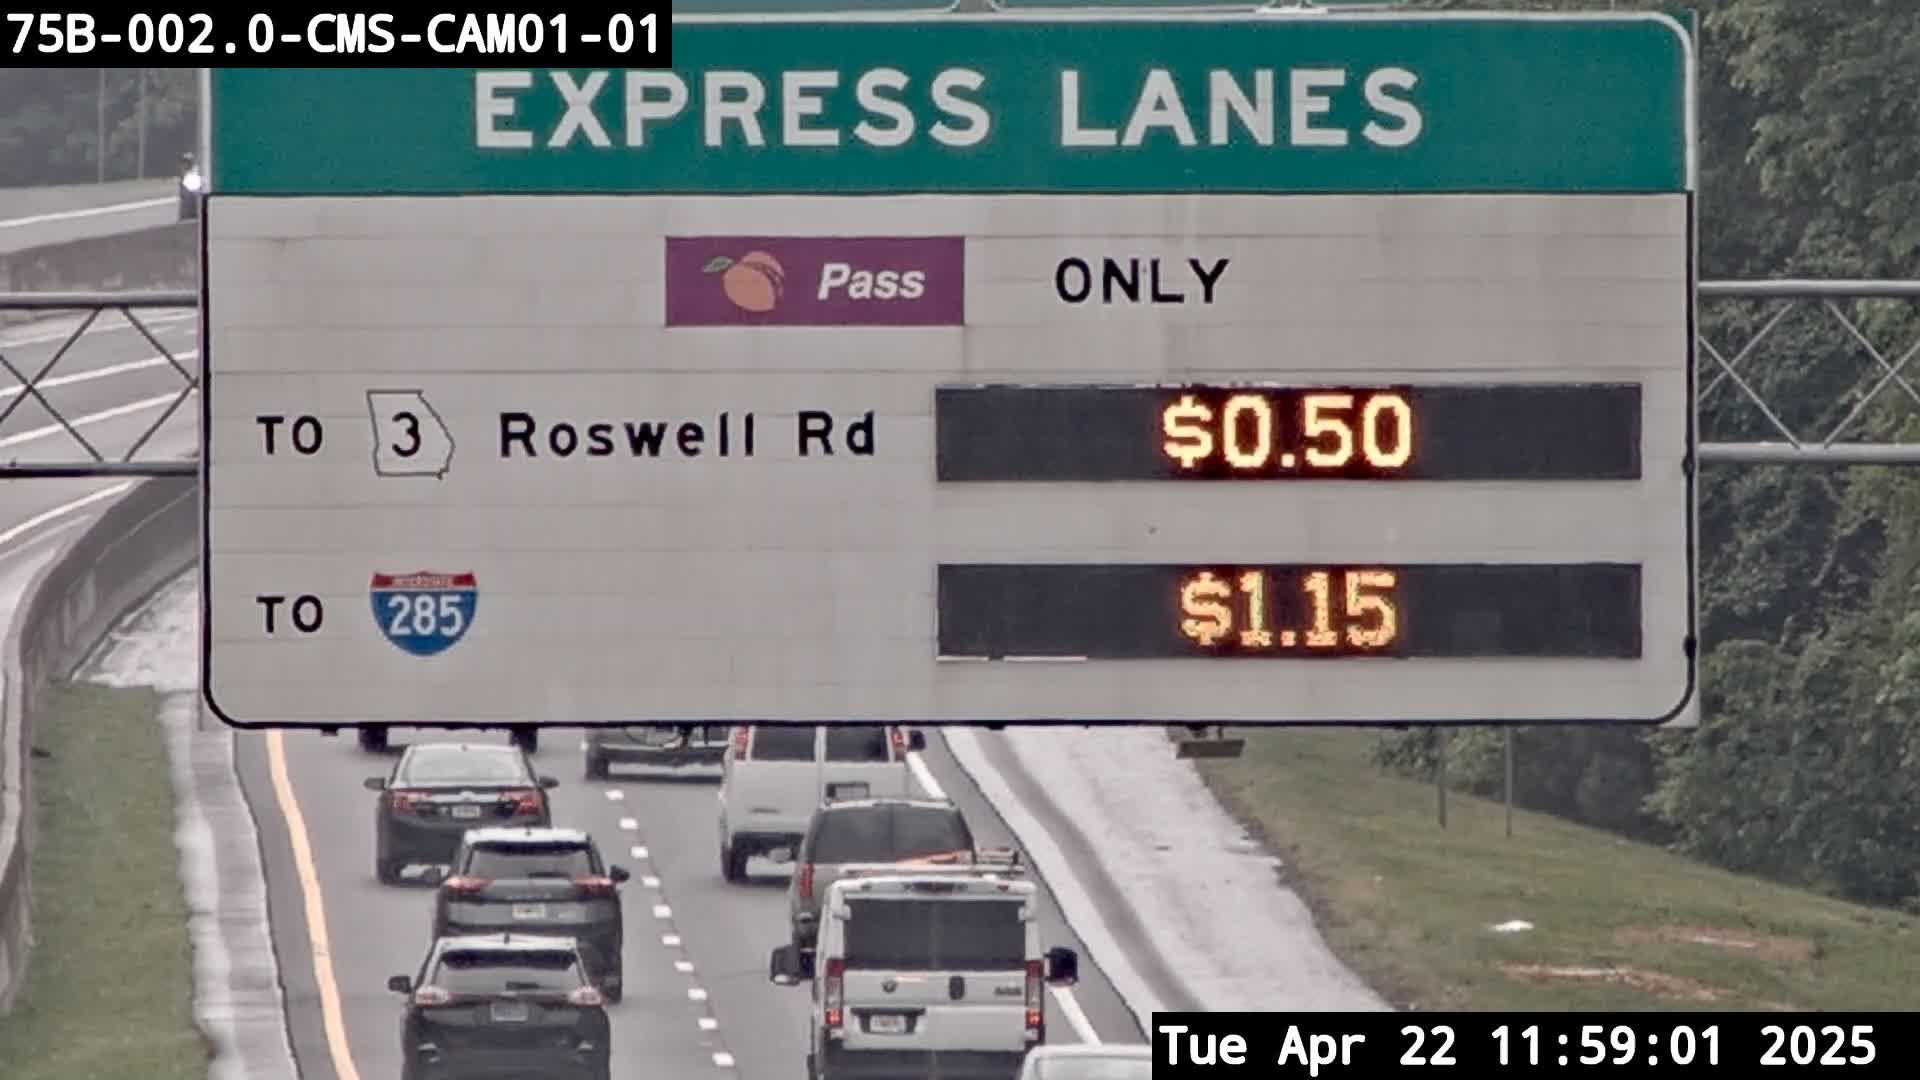 75B-002.0-CMS-CAM01-01
EXPRESS LANES
Pass ONLY
TO 3 Roswell Rd $0.50
INTERSTATE
TO 285 $1.15
Tue Apr 22 11:59:01 2025